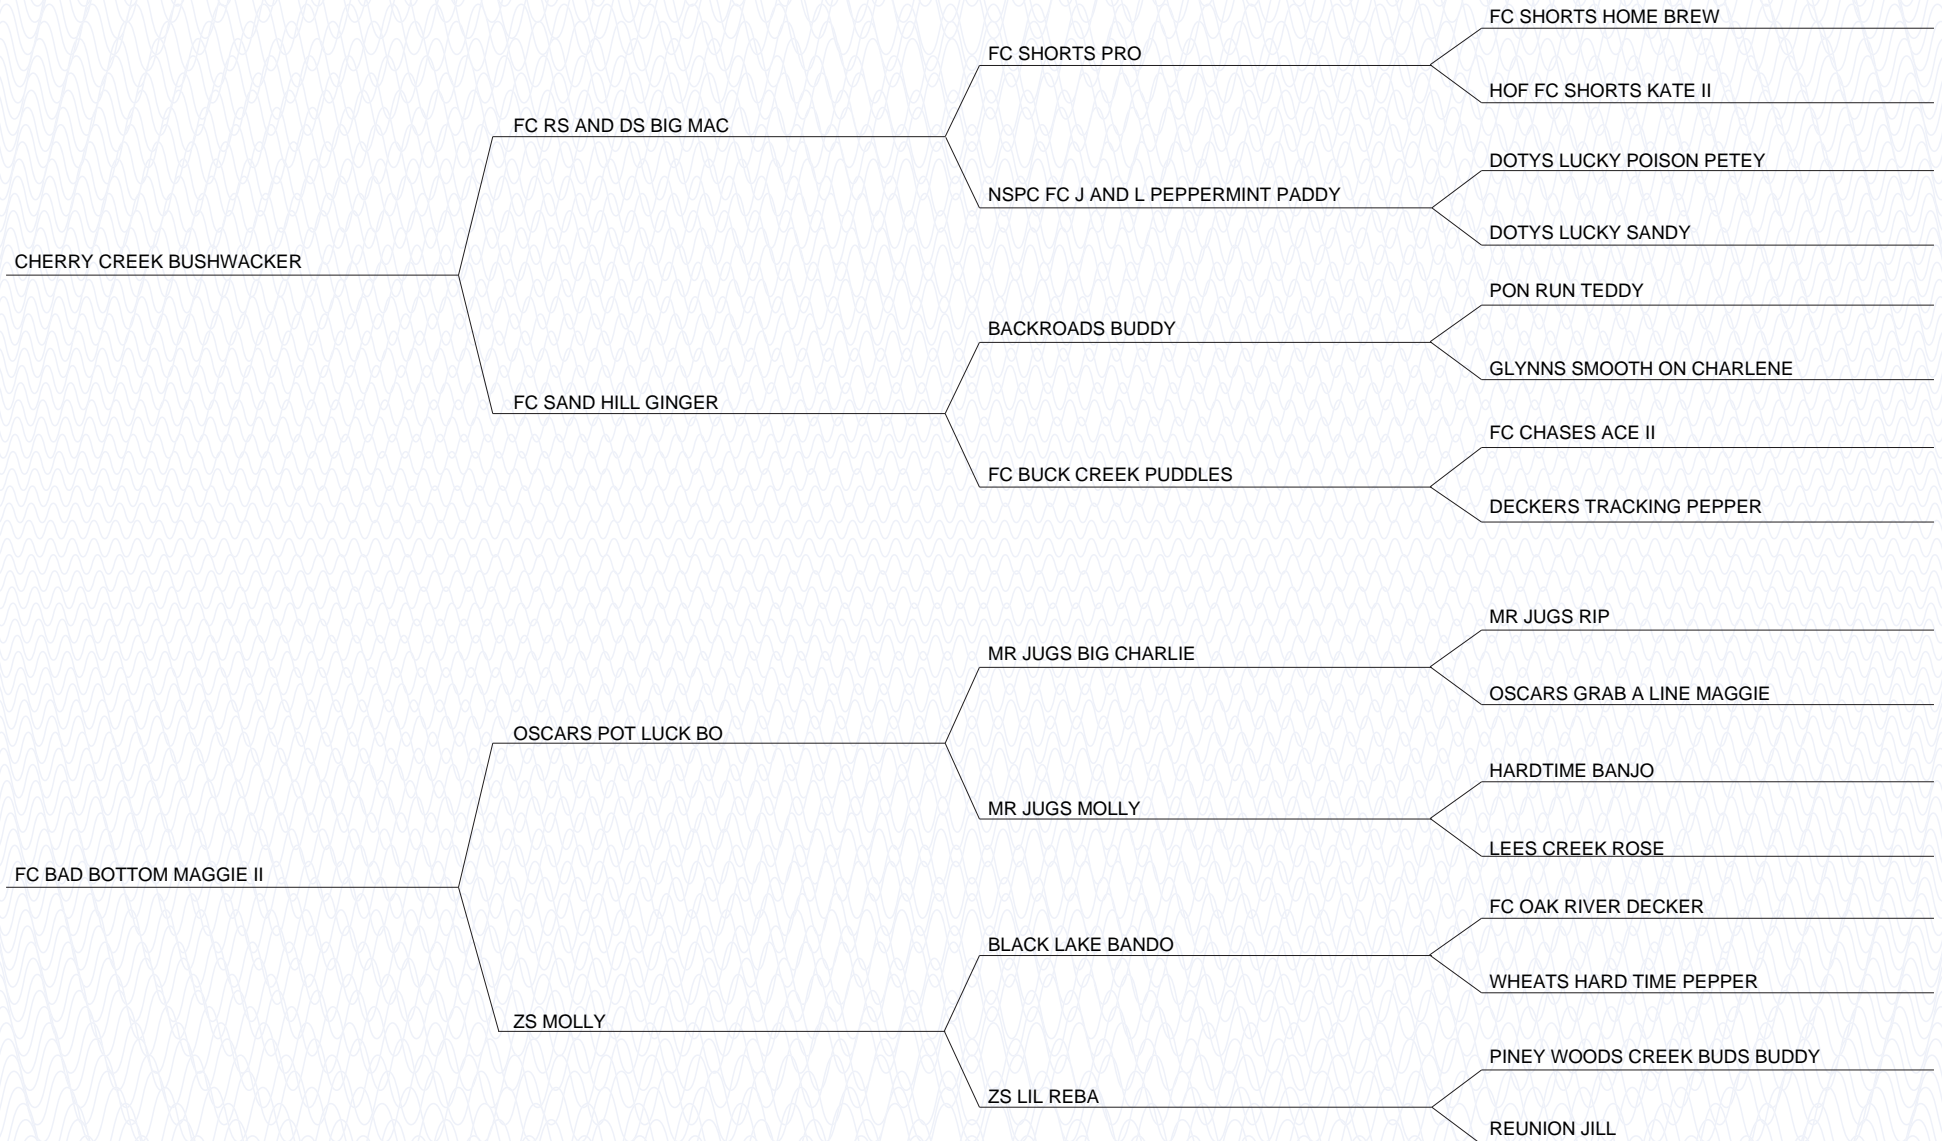 FC SHORTS HOME BREW
FC SHORTS PRO
HOF FC SHORTS KATE II
FC RS AND DS BIG MAC
DOTYS LUCKY POISON PETEY
NSPC FC J AND L PEPPERMINT PADDY
DOTYS LUCKY SANDY
CHERRY CREEK BUSHWACKER
PON RUN TEDDY
BACKROADS BUDDY
GLYNNS SMOOTH ON CHARLENE
FC SAND HILL GINGER
FC CHASES ACE II
FC BUCK CREEK PUDDLES
DECKERS TRACKING PEPPER
MR JUGS RIP
MR JUGS BIG CHARLIE
OSCARS GRAB A LINE MAGGIE
OSCARS POT LUCK BO
HARDTIME BANJO
MR JUGS MOLLY
LEES CREEK ROSE
FC BAD BOTTOM MAGGIE II
FC OAK RIVER DECKER
BLACK LAKE BANDO
WHEATS HARD TIME PEPPER
ZS MOLLY
PINEY WOODS CREEK BUDS BUDDY
ZS LIL REBA
REUNION JILL